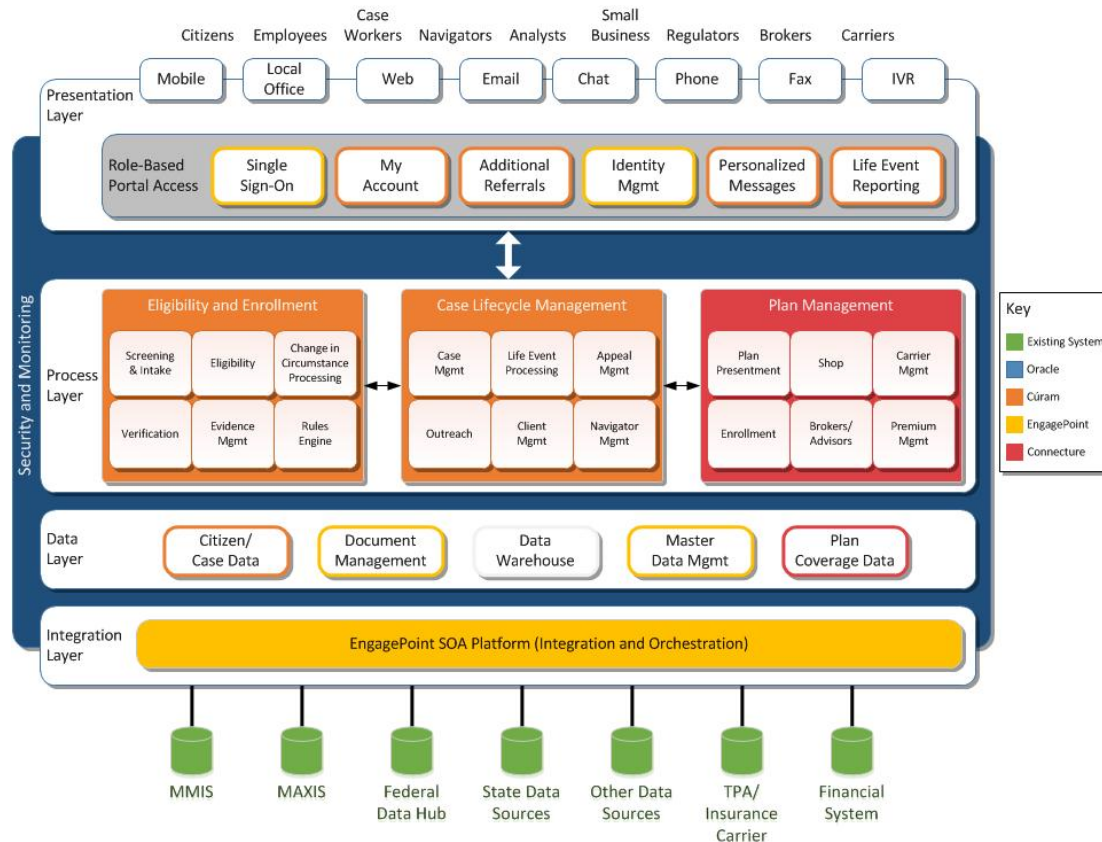 Citizens Employees Case Workers Navigators Analysts Small Business Regulators Brokers Carriers
Mobile
Local
Office
Web
Email
Chat
Phone
Fax
IVR
Presentation
Layer
Role-Based
Portal Access
Single
Sign-On
My
Account
Additional
Referrals
Identity
Mgmt
Personalized
Messages
Life Event
Reporting
Security and Monitoring
Process
Layer
Eligibility and Enrollment
Screening
& Intake
Eligibility
Change in
Circumstance
Processing
Verification
Evidence
Mgmt
Rules
Engine
Case Lifecycle Management
Case
Mgmt
Life Event
Processing
Appeal
Mgmt
Outreach
Client
Mgmt
Navigator
Mgmt
Plan Management
Plan
Presentment
Shop
Carrier
Mgmt
Enrollment
Brokers/
Advisors
Premium
Mgmt
Key
Existing System
Oracle
Cúram
EngagePoint
Connecture
Data
Layer
Citizen/
Case Data
Document
Management
Data
Warehouse
Master
Data Mgmt
Plan
Coverage Data
Integration
Layer
EngagePoint SOA Platform (Integration and Orchestration)
MMIS
MAXIS
Federal
Data Hub
State Data
Sources
Other Data
Sources
TPA/
Insurance
Carrier
Financial
System